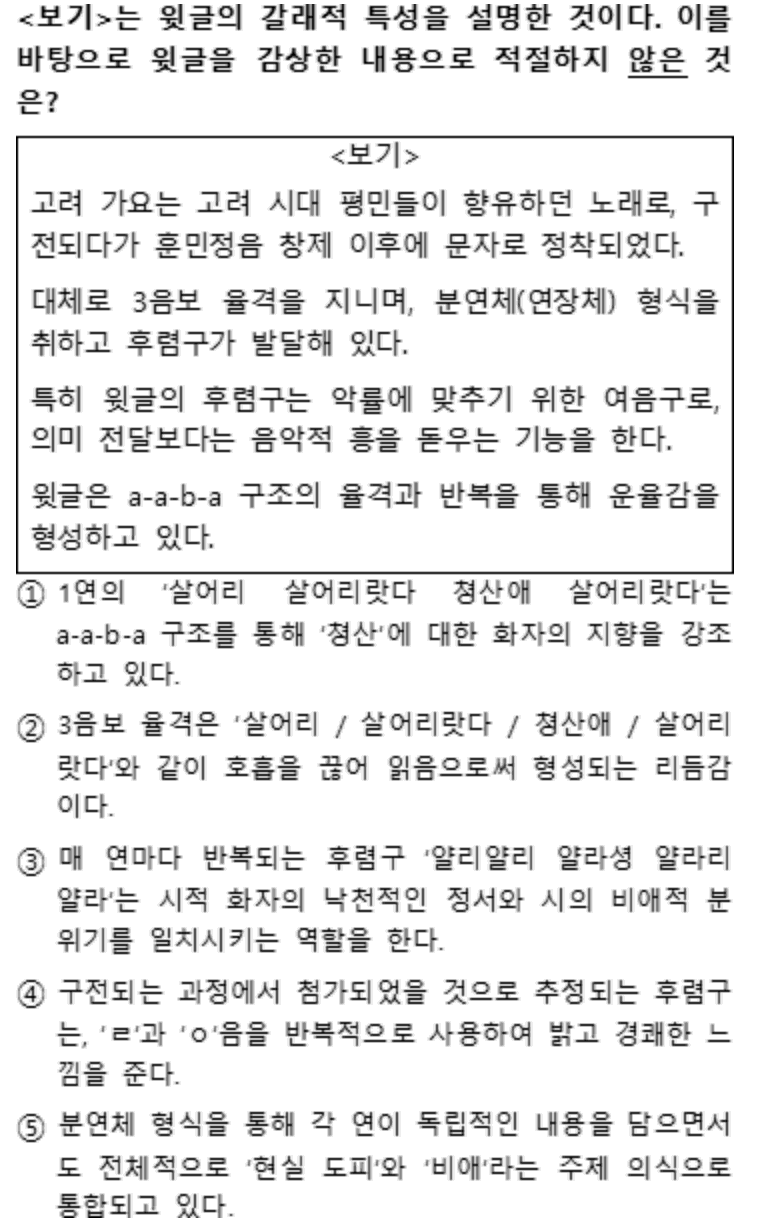 <보기>는 윗글의 갈래적 특성을 설명한 것이다. 이를
바탕으로 윗글을 감상한 내용으로 적절하지 않은 것
은?
<보기>
고려 가요는 고려 시대 평민들이 향유하던 노래로, 구
전되다가 훈민정음 창제 이후에 문자로 정착되었다.
대체로 3음보 율격을 지니며, 분연체(연장체) 형식을
취하고 후렴구가 발달해 있다.
특히 윗글의 후렴구는 악률에 맞추기 위한 여음구로,
의미 전달보다는 음악적 흥을 돋우는 기능을 한다.
윗글은 a-a-b-a 구조의 율격과 반복을 통해 운율감을
형성하고 있다.
① 1연의 '살어리 살어리랏다 청산애 살어리랏다'는
a-a-b-a 구조를 통해 '청산'에 대한 화자의 지향을 강조
하고 있다.
② 3음보 율격은 '살어리 / 살어리랏다 / 청산애 / 살어리
랏다'와 같이 호흡을 끊어 읽음으로써 형성되는 리듬감
이다.
③ 매 연마다 반복되는 후렴구 '얄리얄리 얄라셩 얄라리
얄라'는 시적 화자의 낙천적인 정서와 시의 비애적 분
위기를 일치시키는 역할을 한다.
④ 구전되는 과정에서 첨가되었을 것으로 추정되는 후렴구
는, 'ㄹ'과 'ㅇ'음을 반복적으로 사용하여 밝고 경쾌한 느
낌을 준다.
⑤ 분연체 형식을 통해 각 연이 독립적인 내용을 담으면서
도 전체적으로 '현실 도피'와 '비애'라는 주제 의식으로
통합되고 있다.